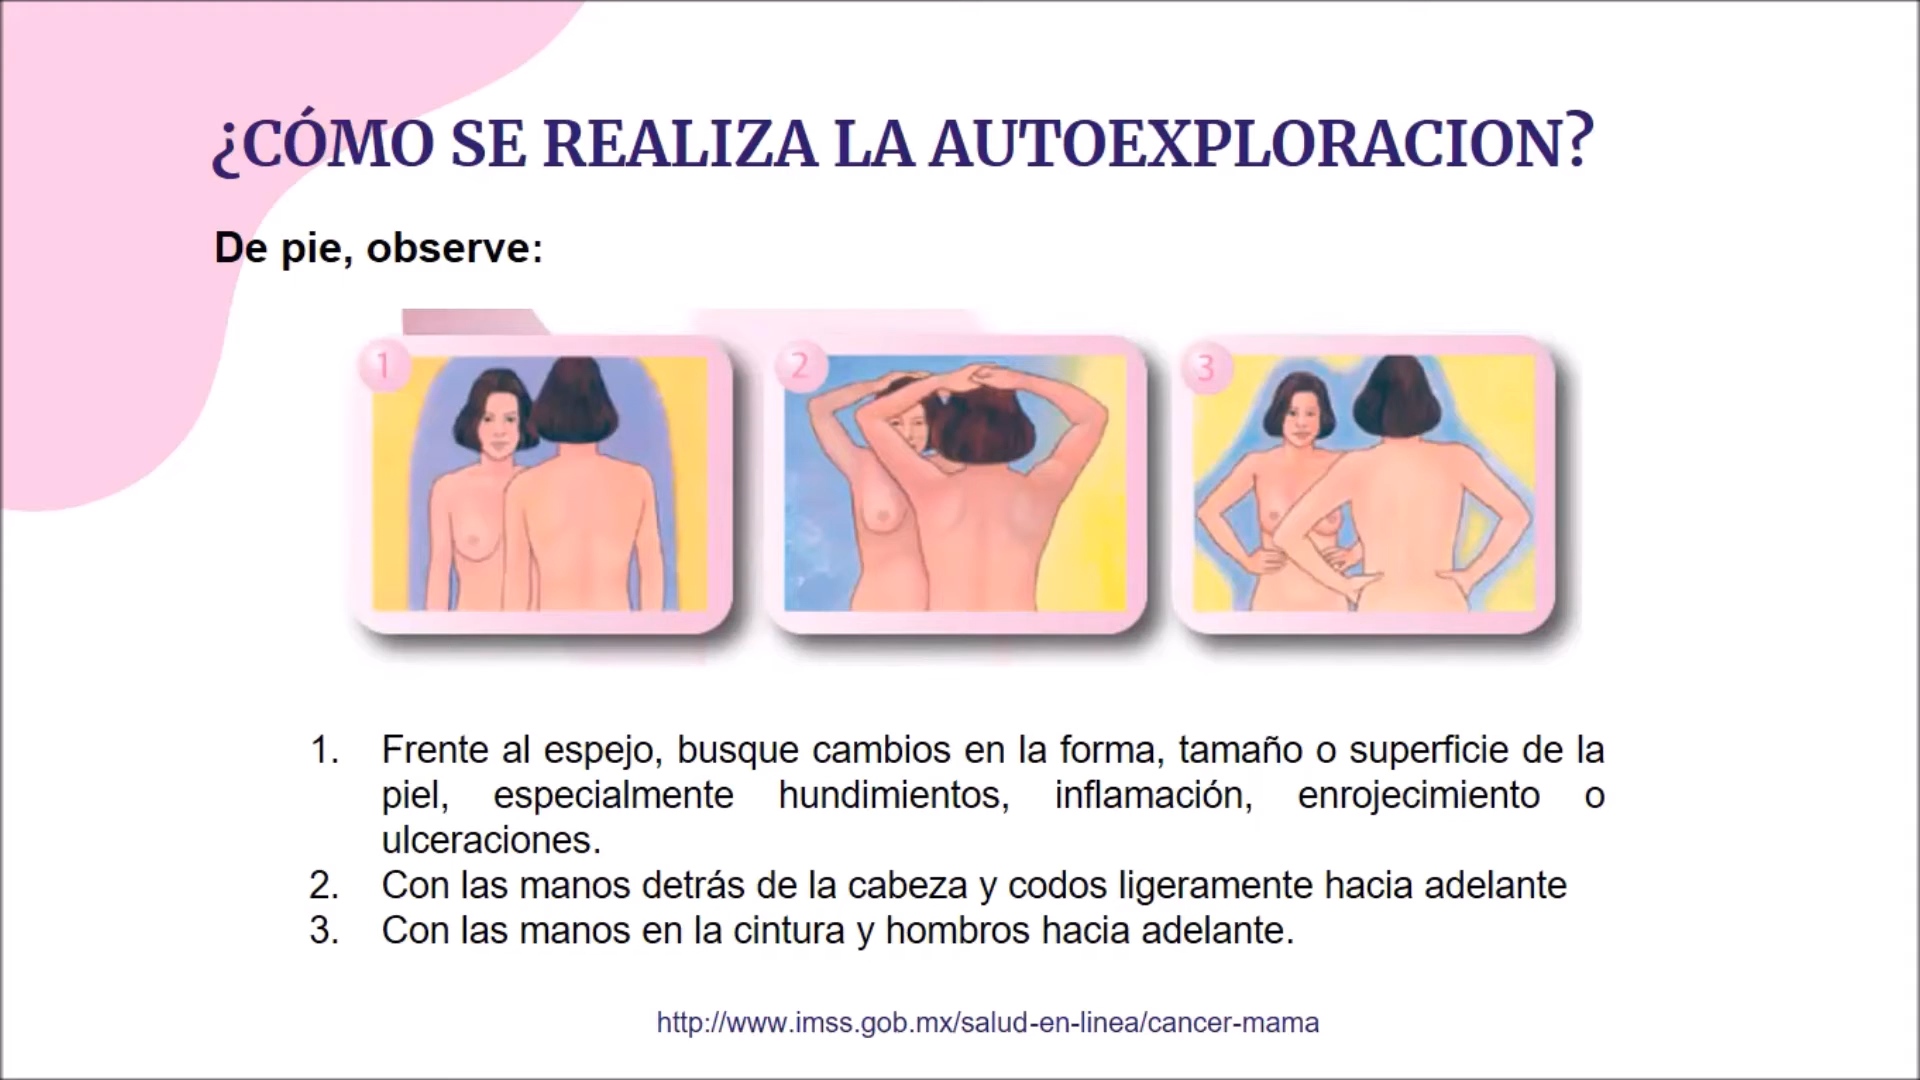 ¿CÓMO SE REALIZA LA AUTOEXPLORACION?
De pie, observe:
1
2
3
1. Frente al espejo, busque cambios en la forma, tamaño o superficie de la
piel, especialmente hundimientos, inflamación, enrojecimiento o
ulceraciones.
2. Con las manos detrás de la cabeza y codos ligeramente hacia adelante
3. Con las manos en la cintura y hombros hacia adelante.
http://www.imss.gob.mx/salud-en-linea/cancer-mama